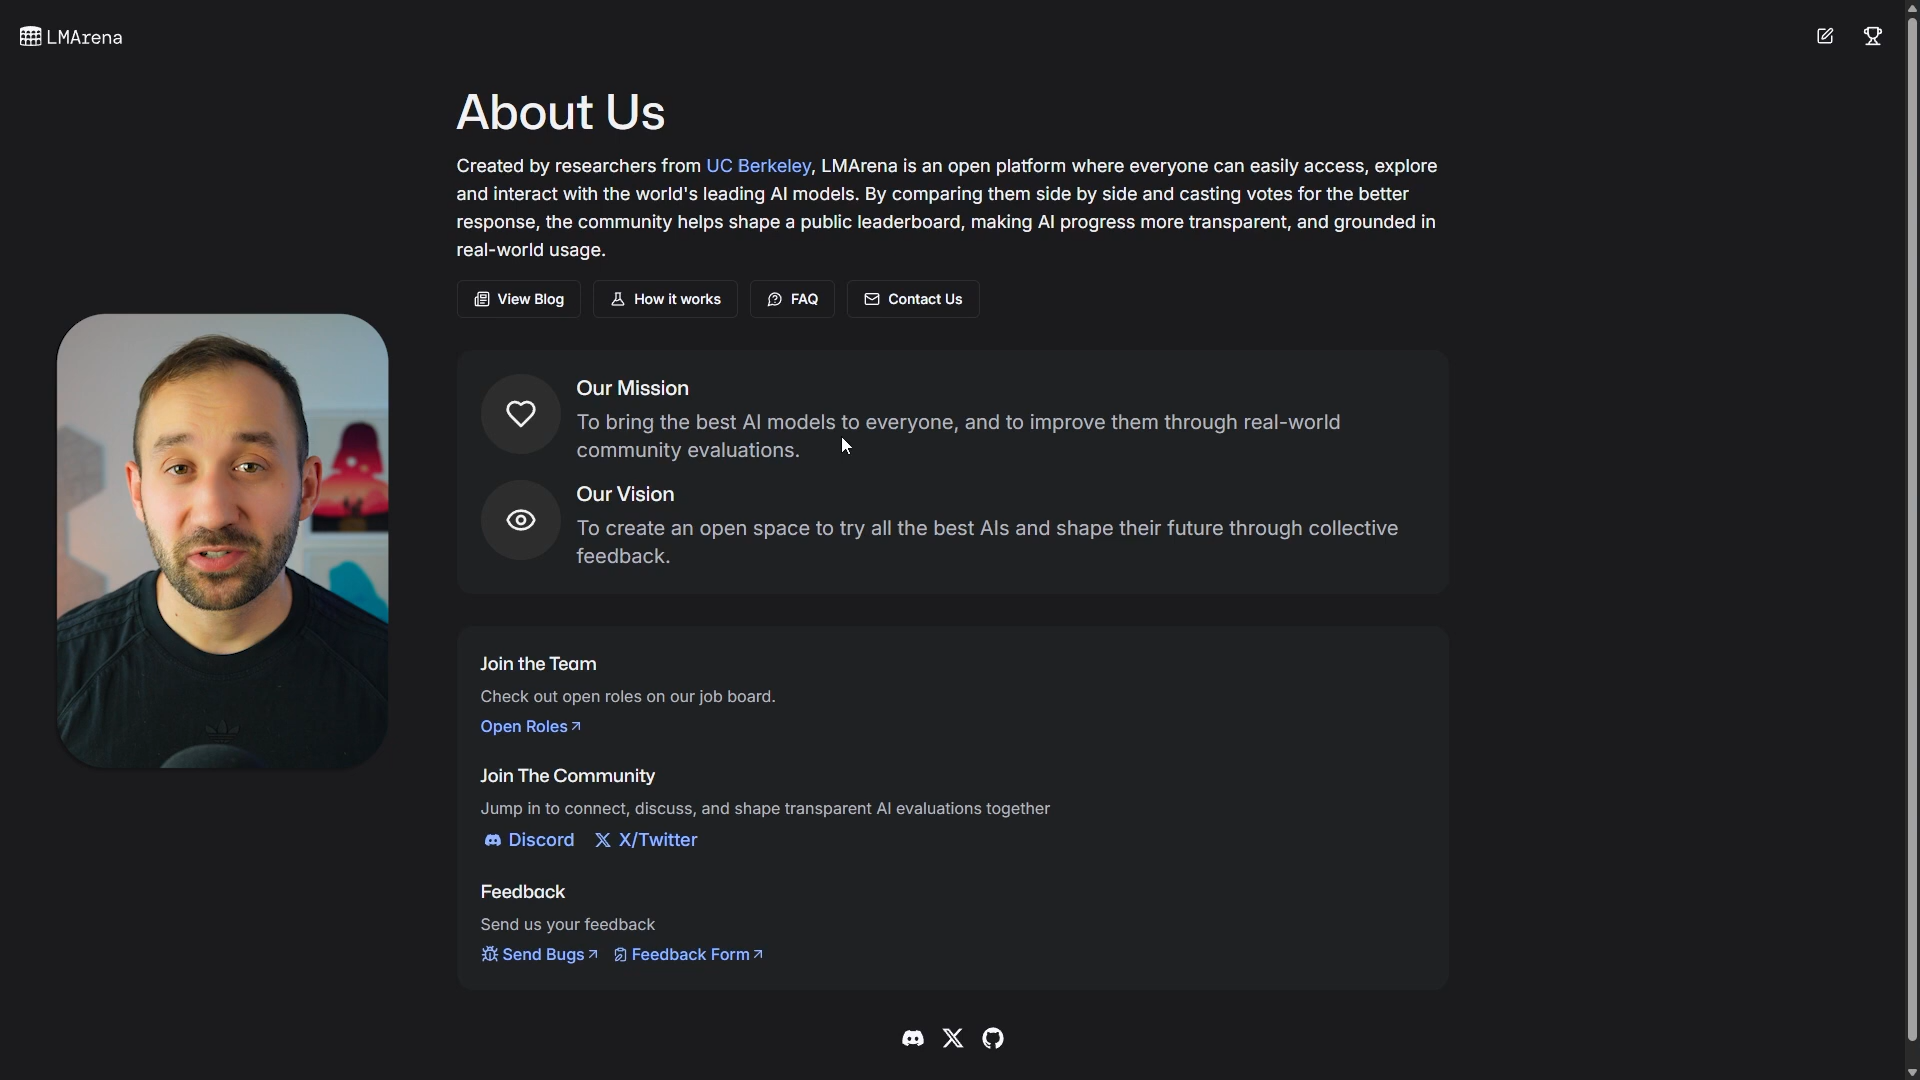 LMArena
About Us
Created by researchers from UC Berkeley, LMArena is an open platform where everyone can easily access, explore
and interact with the world's leading AI models. By comparing them side by side and casting votes for the better
response, the community helps shape a public leaderboard, making AI progress more transparent, and grounded in
real-world usage.
View Blog
How it works
FAQ
Contact Us
Our Mission
To bring the best AI models to everyone, and to improve them through real-world
community evaluations.
Our Vision
To create an open space to try all the best AIs and shape their future through collective
feedback.
Join the Team
Check out open roles on our job board.
Open Roles
Join The Community
Jump in to connect, discuss, and shape transparent AI evaluations together
Discord
X/Twitter
Feedback
Send us your feedback
Send Bugs
Feedback Form